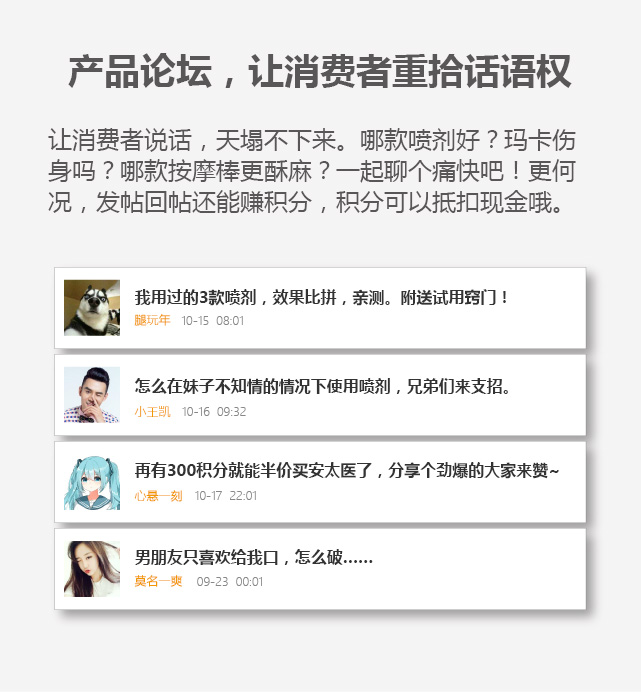 产品论坛，让消费者重拾话语权
让消费者说话，天塌不下来。哪款喷剂好？玛卡伤
身吗？哪款按摩棒更酥麻？一起聊个痛快吧！更何
况，发帖回帖还能赚积分，积分可以抵扣现金哦。
我用过的3款喷剂，效果比拼，亲测。附送试用窍门！
腿玩年 10-15 08:01
怎么在妹子不知情的情况下使用喷剂，兄弟们来支招。
小王凯 10-16 09:32
再有300积分就能半价买安太医了，分享个劲爆的大家来赞~
心悬一刻 10-17 22:01
男朋友只喜欢给我口，怎么破……
莫名一爽 09-23 00:01